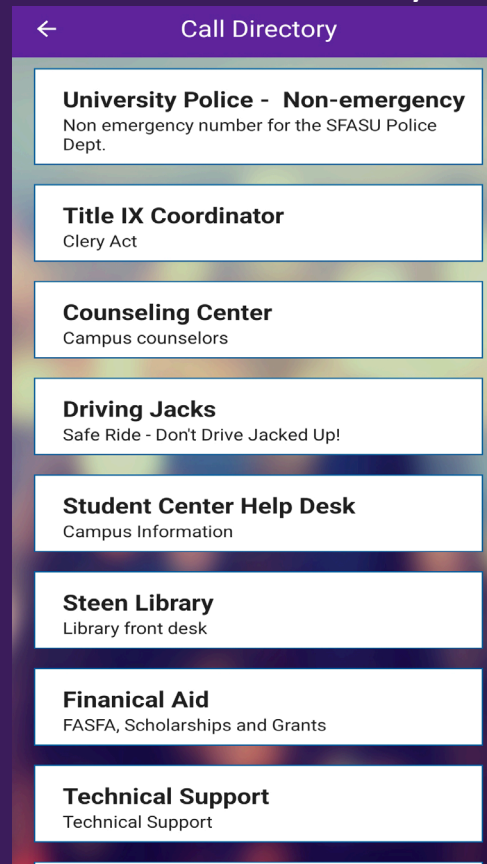 Call Directory
University Police -  Non-emergency
Non emergency number for the SFASU Police
Dept.
Title IX Coordinator
Clery Act
Counseling Center
Campus counselors
Driving Jacks
Safe Ride - Don't Drive Jacked Up!
Student Center Help Desk
Campus Information
Steen Library
Library front desk
Finanical Aid
FASFA, Scholarships and Grants
Technical Support
Technical Support